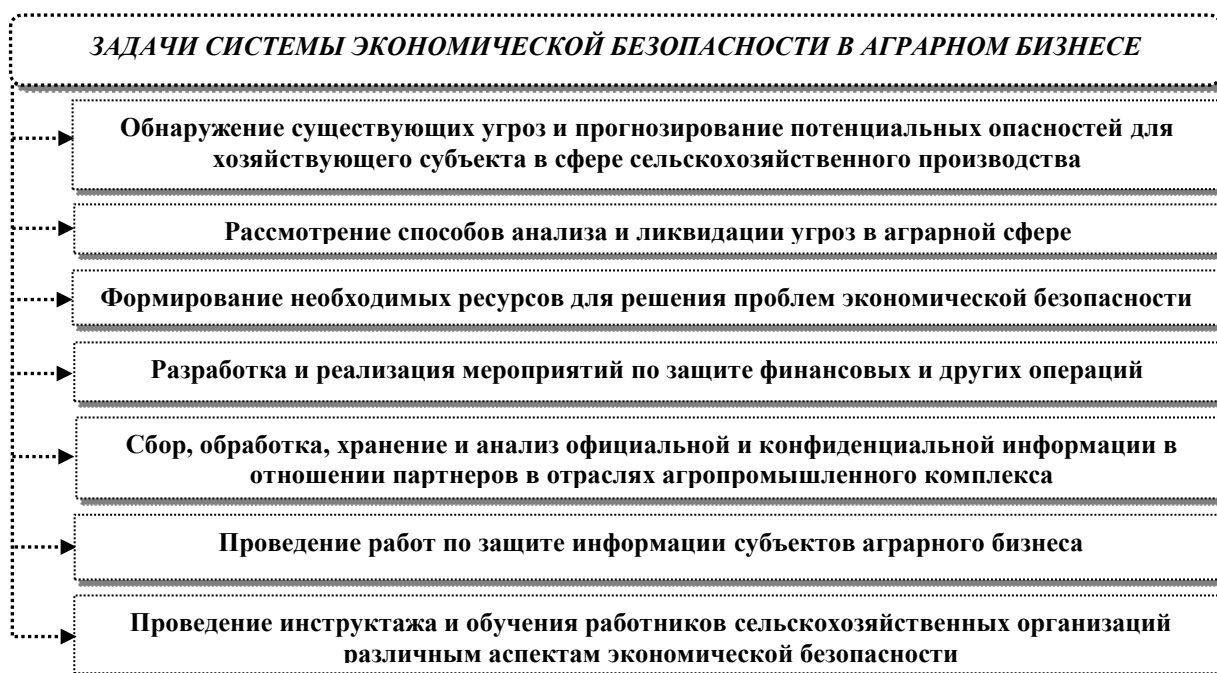 ЗАДАЧИ СИСТЕМЫ ЭКОНОМИЧЕСКОЙ БЕЗОПАСНОСТИ В АГРАРНОМ БИЗНЕСЕ
Обнаружение существующих угроз и прогнозирование потенциальных опасностей для
хозяйствующего субъекта в сфере сельскохозяйственного производства
Рассмотрение способов анализа и ликвидации угроз в аграрной сфере
Формирование необходимых ресурсов для решения проблем экономической безопасности
Разработка и реализация мероприятий по защите финансовых и других операций
Сбор, обработка, хранение и анализ официальной и конфиденциальной информации в
отношении партнеров в отраслях агропромышленного комплекса
Проведение работ по защите информации субъектов аграрного бизнеса
Проведение инструктажа и обучения работников сельскохозяйственных организаций
различным аспектам экономической безопасности